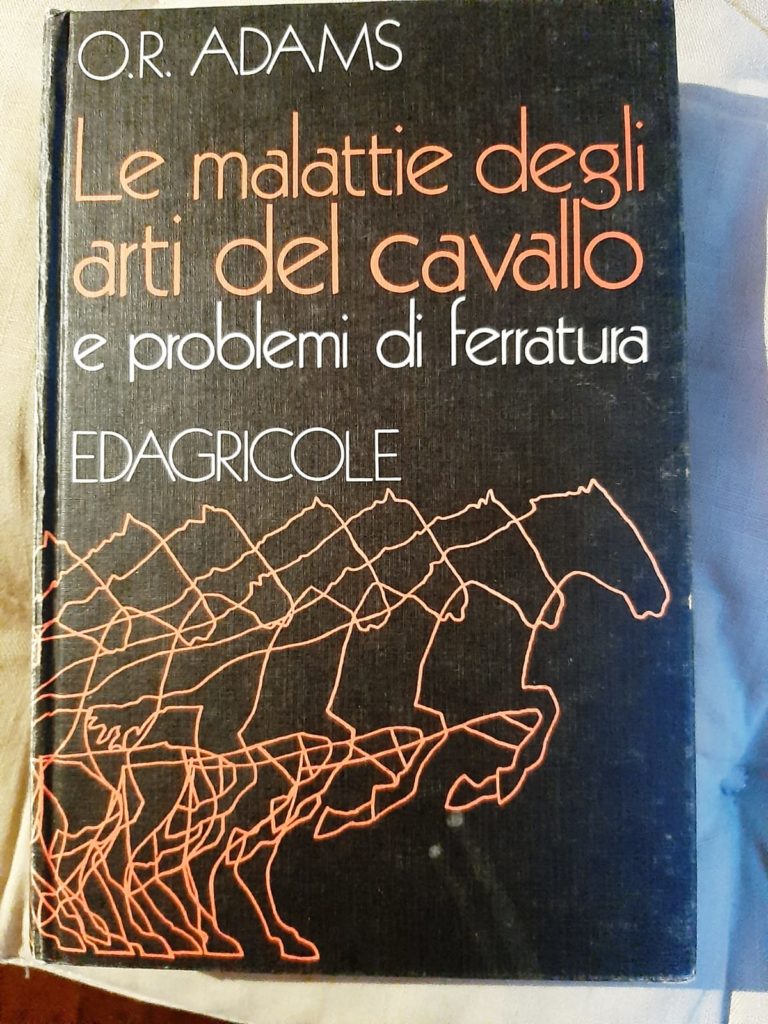 O.R. ADAMS
Le malattie degli
arti del cavallo
e problemi di ferratura
EDAGRICOLE